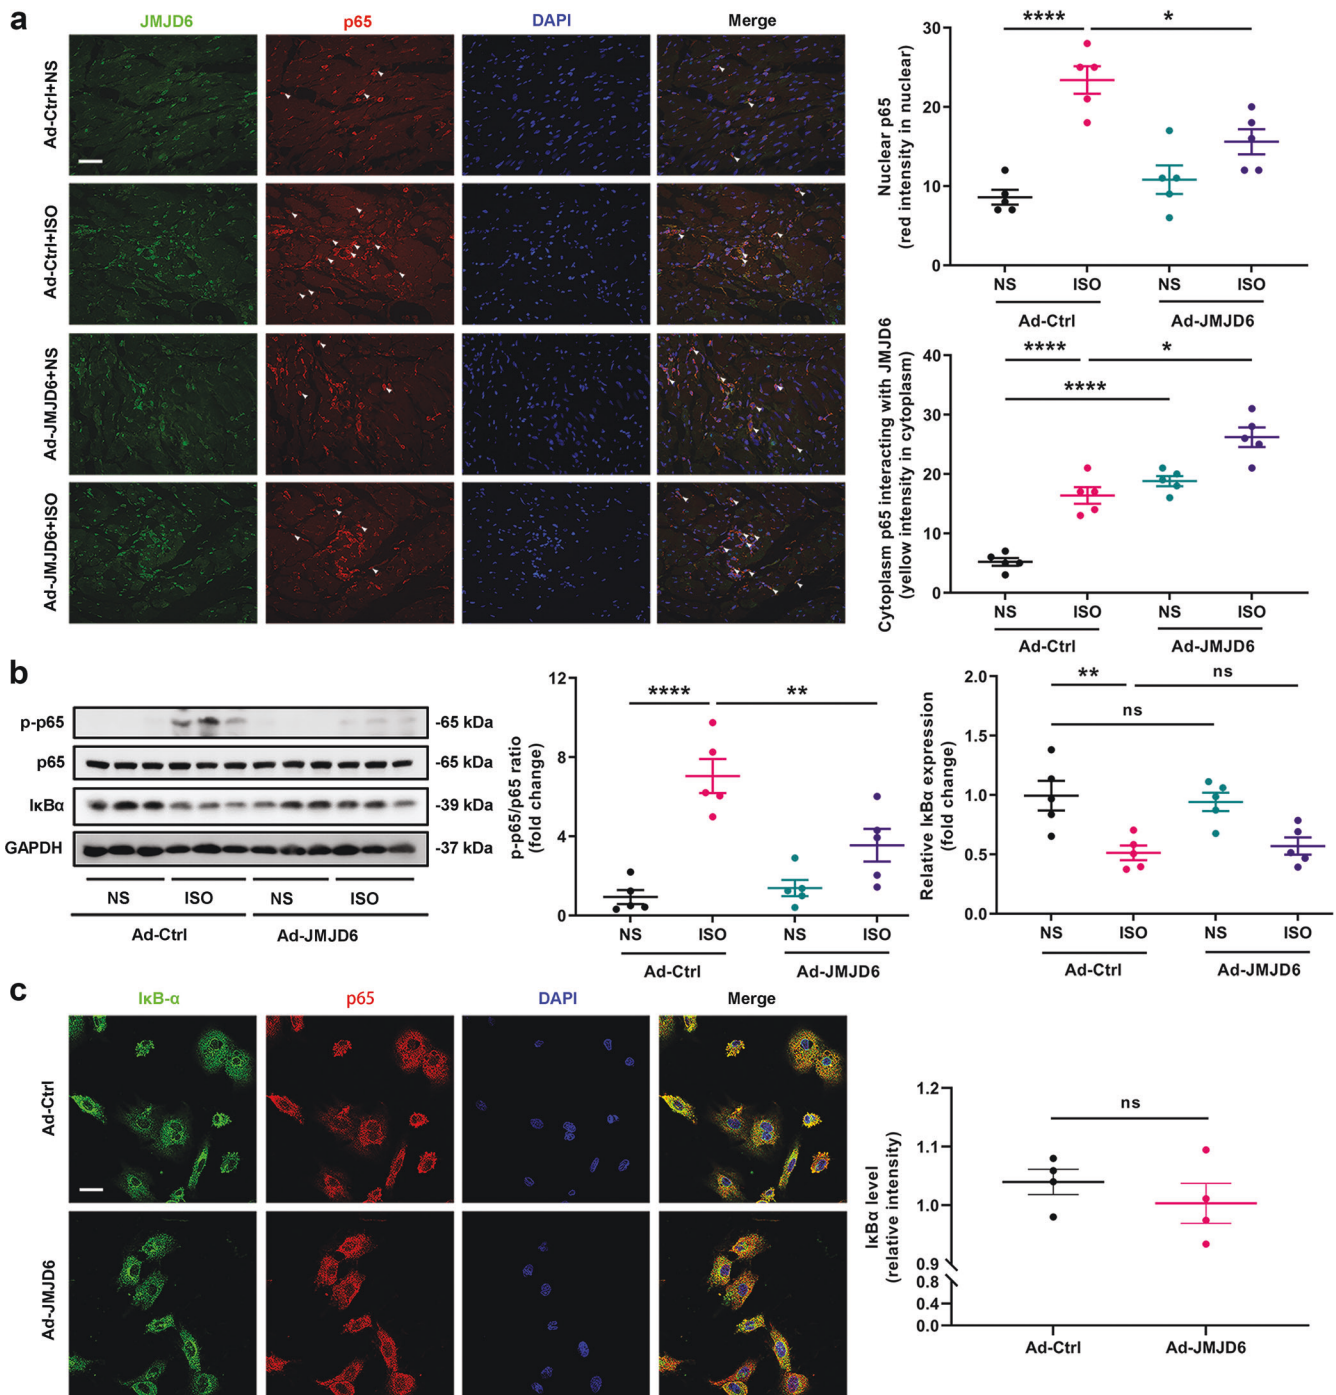 a
JMJD6 p65 DAPI Merge
Ad-Ctrl+NS
Ad-Ctrl+ISO
Ad-JMJD6+NS
Ad-JMJD6+ISO
Nuclear p65
(red intensity in nuclear)
30
20
10
0
**** *
NS ISO NS ISO
Ad-Ctrl Ad-JMJD6
Cytoplasm p65 interacting with JMJD6
(yellow intensity in cytoplasm)
40
30
20
10
0
**** *
****
NS ISO NS ISO
Ad-Ctrl Ad-JMJD6
b
p-p65 -65 kDa
p65 -65 kDa
IκBα -39 kDa
GAPDH -37 kDa
NS ISO NS ISO
Ad-Ctrl Ad-JMJD6
p-p65/p65 ratio
(fold change)
12
8
4
0
**** **
NS ISO NS ISO
Ad-Ctrl Ad-JMJD6
Relative IκBα expression
(fold change)
2.0
1.5
1.0
0.5
0.0
** ns
ns
NS ISO NS ISO
Ad-Ctrl Ad-JMJD6
c
IκB-α p65 DAPI Merge
Ad-Ctrl
Ad-JMJD6
IκBα level
(relative intensity)
1.2
1.1
1.0
0.9
0.8
0.4
0.0
ns
Ad-Ctrl Ad-JMJD6